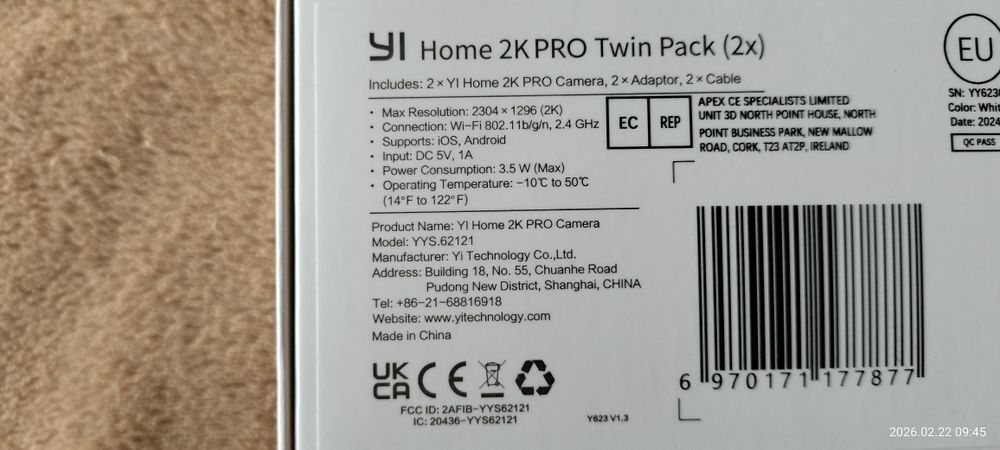 YI Home 2K PRO Twin Pack (2x)
Includes: 2 × YI Home 2K PRO Camera, 2 × Adaptor, 2 × Cable
• Max Resolution: 2304 × 1296 (2K)
• Connection: Wi-Fi 802.11b/g/n, 2.4 GHz
• Supports: iOS, Android
• Input: DC 5V, 1A
• Power Consumption: 3.5 W (Max)
• Operating Temperature: −10℃ to 50℃
(14°F to 122°F)
EC REP
APEX CE SPECIALISTS LIMITED
UNIT 3D NORTH POINT HOUSE, NORTH
POINT BUSINESS PARK, NEW MALLOW
ROAD, CORK, T23 AT2P, IRELAND
EU
SN: YY623
Color: Whi
Date: 2024
QC PASS
Product Name: YI Home 2K PRO Camera
Model: YYS.62121
Manufacturer: Yi Technology Co.,Ltd.
Address: Building 18, No. 55, Chuanhe Road
Pudong New District, Shanghai, CHINA
Tel: +86-21-68816918
Website: www.yitechnology.com
Made in China
UK
CA CE
FCC ID: 2AFIB-YYS62121
IC: 20436-YYS62121
Y623 V1.3
6 970171 177877
2026.02.22 09:45